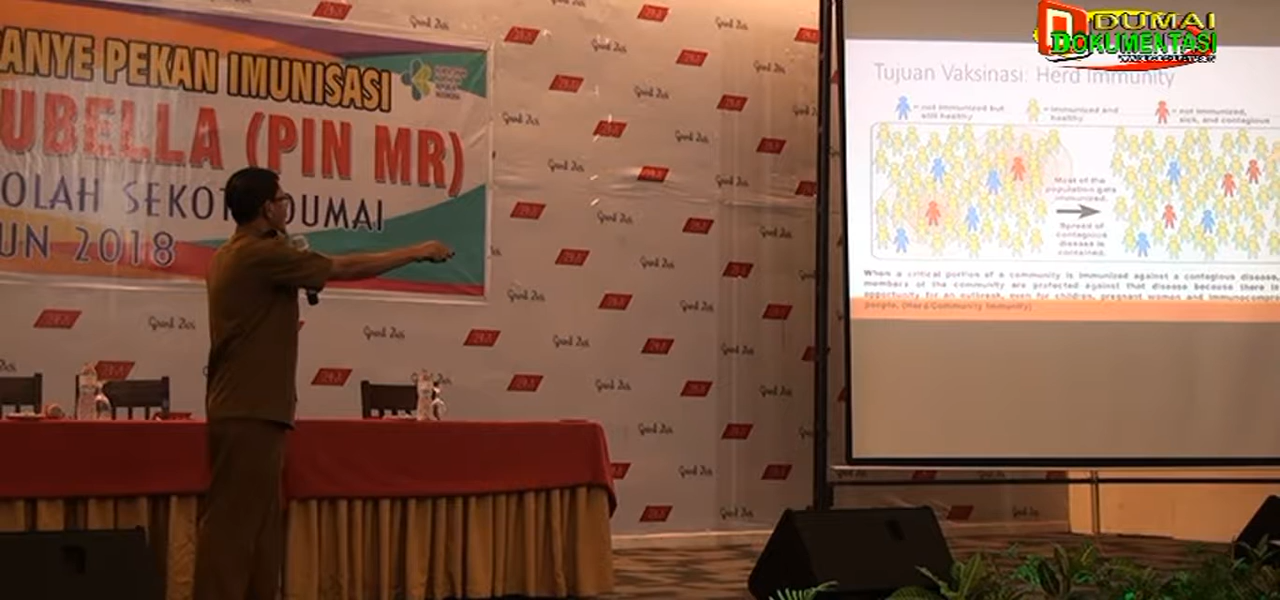 ANYE PEKAN IMUNISASI
UBELLA (PIN MR)
OLAH SEKOT DUMAI
UN 2018
DUMAI
DOKUMENTASI
Tujuan Vaksinasi: Herd Immunity
= not immunized but still healthy
= immunized and healthy
= not immunized, sick, and contagious
Most of the
population gets
immunized.
Spread of
contagious
disease is
contained.
When a critical portion of a community is immunized against a contagious disease,
members of the community are protected against that disease because there is
opportunity for an outbreak, even for children, pregnant women and immunocompr
people. (Herd/Community Immunity)